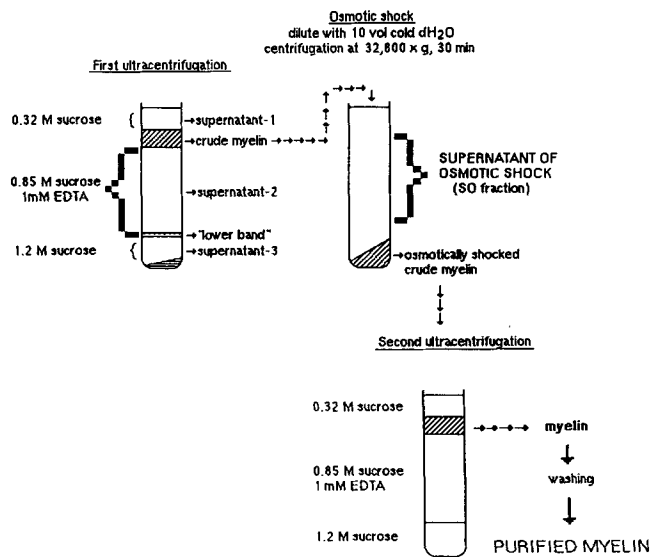 Osmotic shock
dilute with 10 vol cold dH2O
centrifugation at 32,800 x g, 30 min
First ultracentrifugation
0.32 M sucrose
supernatant-1
crude myelin
0.85 M sucrose
1mM EDTA
supernatant-2
"lower band"
1.2 M sucrose
supernatant-3
SUPERNATANT OF
OSMOTIC SHOCK
(SO fraction)
osmotically shocked
crude myelin
Second ultracentrifugation
0.32 M sucrose
myelin
0.85 M sucrose
1mM EDTA
washing
1.2 M sucrose
PURIFIED MYELIN